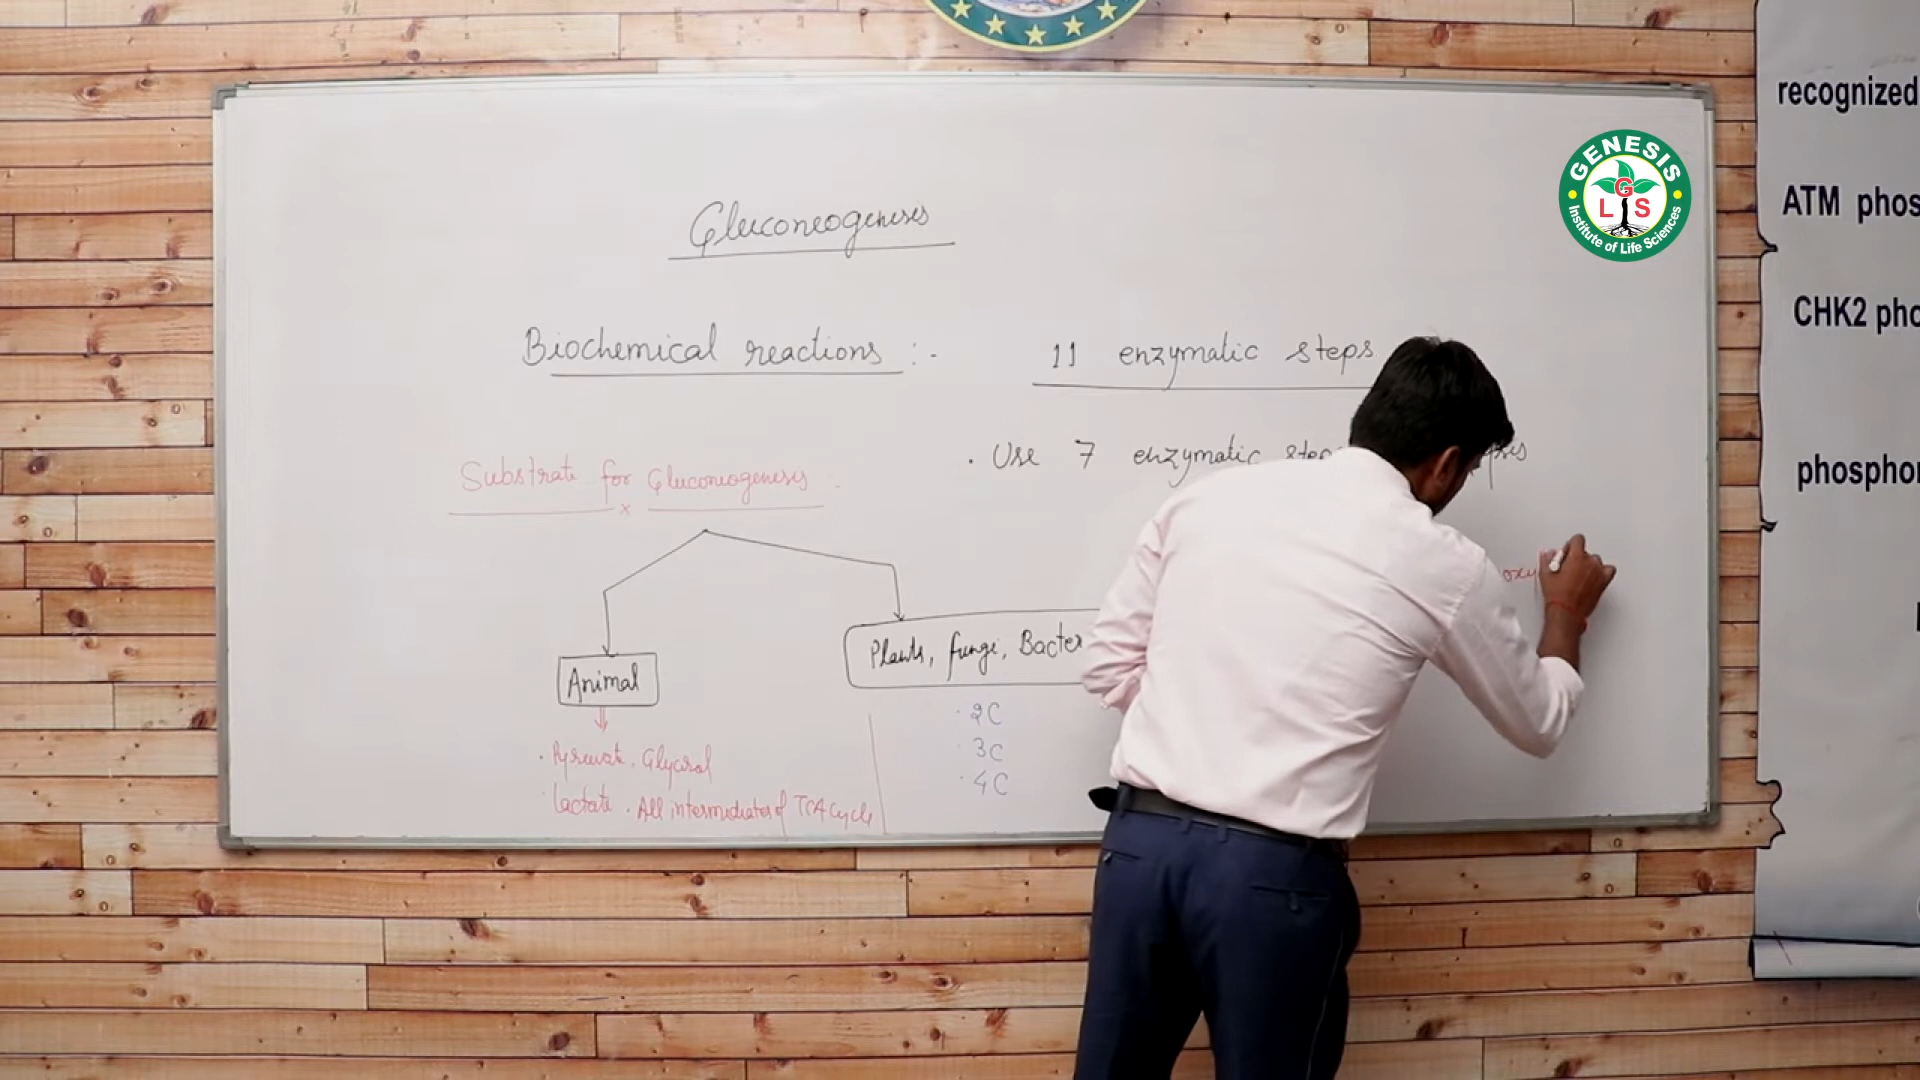 Gluconeogenesis
Biochemical reactions :-
11 enzymatic steps
. Use 7 enzymatic
Substrate for Gluconeogenesis
x
Plants, fungi, Bacter
Animal
. Pyruvate . Glycerol
. Lactate . All intermediates of TCA Cycle
. 2C
. 3C
. 4C
oxy
GENESIS
GLS
Institute of Life Sciences
recognized
ATM phos
CHK2 pho
phosphor